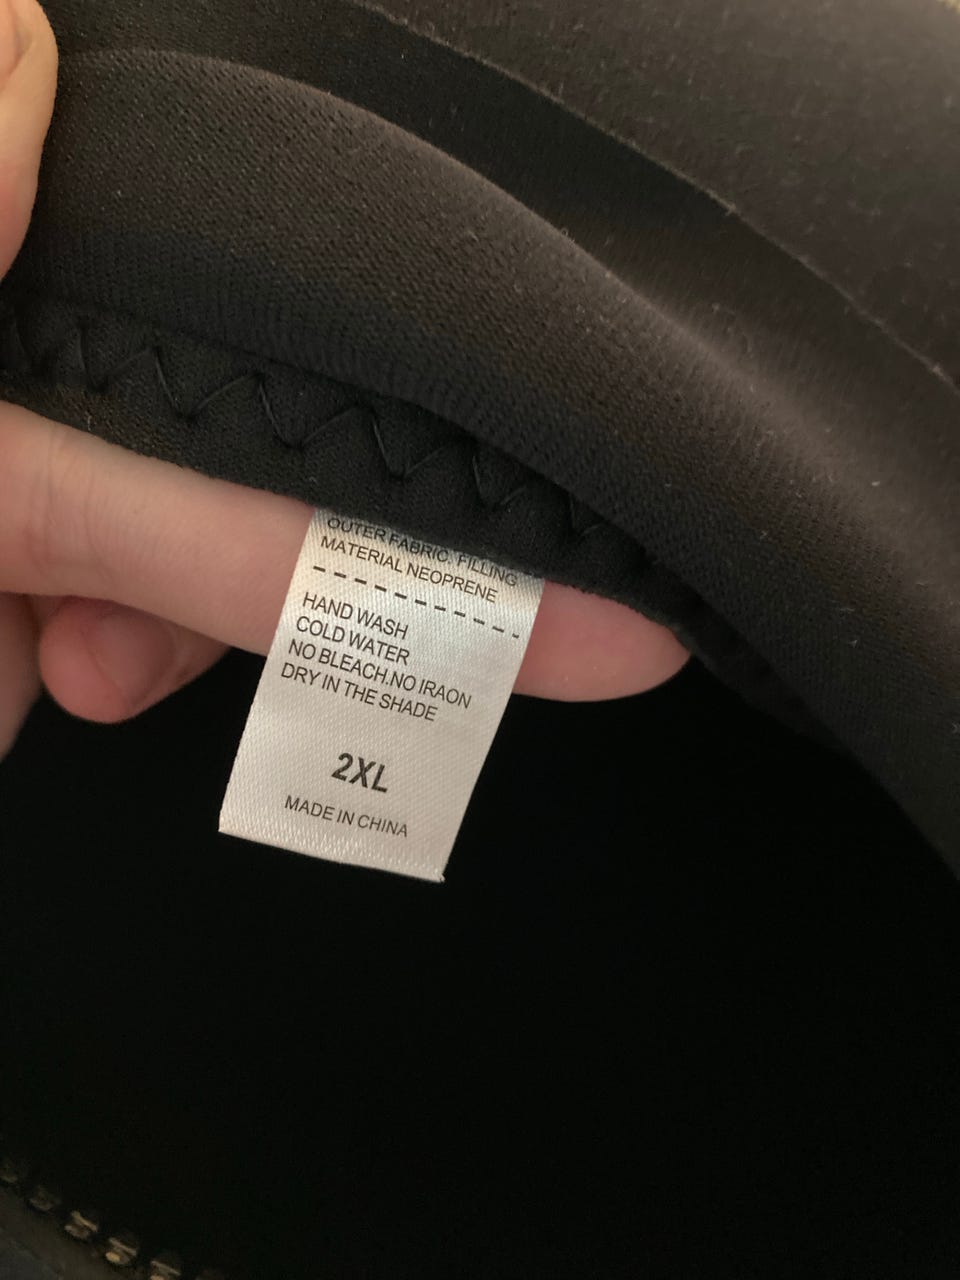 OUTER FABRIC, FILLING
MATERIAL NEOPRENE
HAND WASH
COLD WATER
NO BLEACH.NO IRAON
DRY IN THE SHADE
2XL
MADE IN CHINA